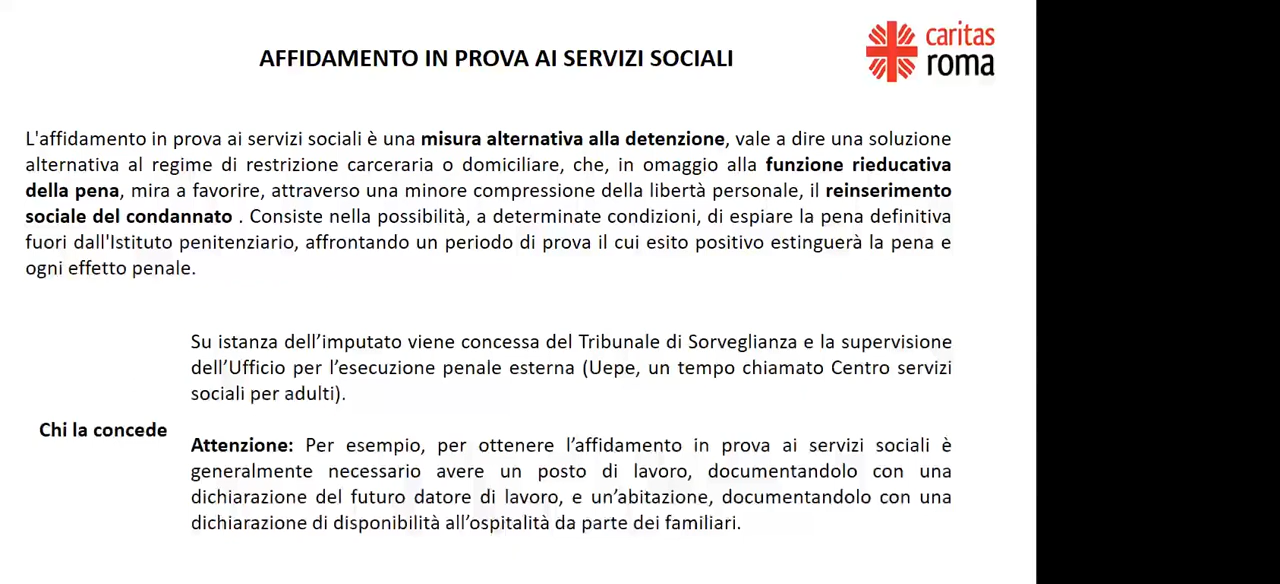 AFFIDAMENTO IN PROVA AI SERVIZI SOCIALI
caritas
roma
L'affidamento in prova ai servizi sociali è una misura alternativa alla detenzione, vale a dire una soluzione
alternativa al regime di restrizione carceraria o domiciliare, che, in omaggio alla funzione rieducativa
della pena, mira a favorire, attraverso una minore compressione della libertà personale, il reinserimento
sociale del condannato . Consiste nella possibilità, a determinate condizioni, di espiare la pena definitiva
fuori dall'Istituto penitenziario, affrontando un periodo di prova il cui esito positivo estinguerà la pena e
ogni effetto penale.
Su istanza dell’imputato viene concessa del Tribunale di Sorveglianza e la supervisione
dell’Ufficio per l’esecuzione penale esterna (Uepe, un tempo chiamato Centro servizi
sociali per adulti).
Chi la concede
Attenzione: Per esempio, per ottenere l’affidamento in prova ai servizi sociali è
generalmente necessario avere un posto di lavoro, documentandolo con una
dichiarazione del futuro datore di lavoro, e un’abitazione, documentandolo con una
dichiarazione di disponibilità all’ospitalità da parte dei familiari.